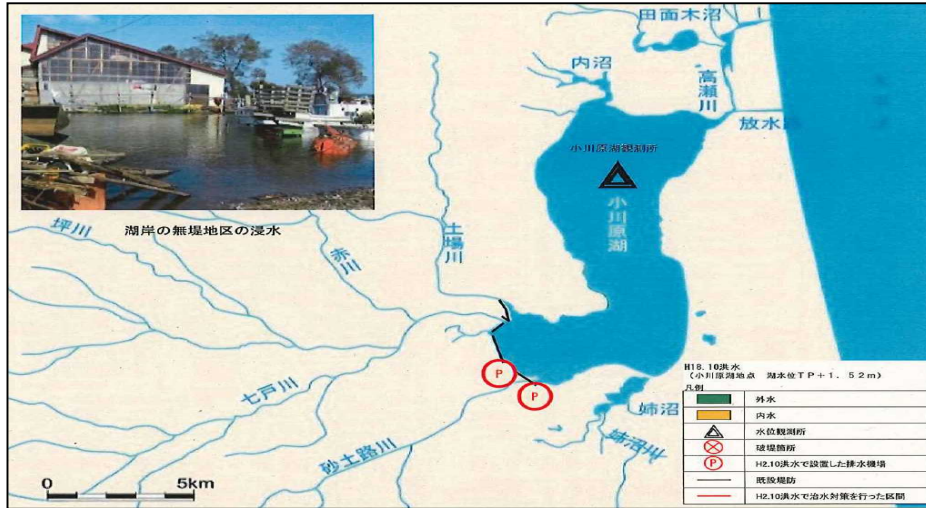 田面木沼
内沼
高瀬川
放水路
小川原湖観測所
小川原湖
湖岸の無堤地区の浸水
坪川
赤川
土場川
七戸川
砂土路川
姉沼
姉沼川
P
P
0 5km
H18.10洪水
(小川原湖地点 湖水位TP+1.52m)
凡例
外水
内水
水位観測所
破堤箇所
P H2.10洪水で設置した排水機場
既設堤防
H2.10洪水で治水対策を行った区間